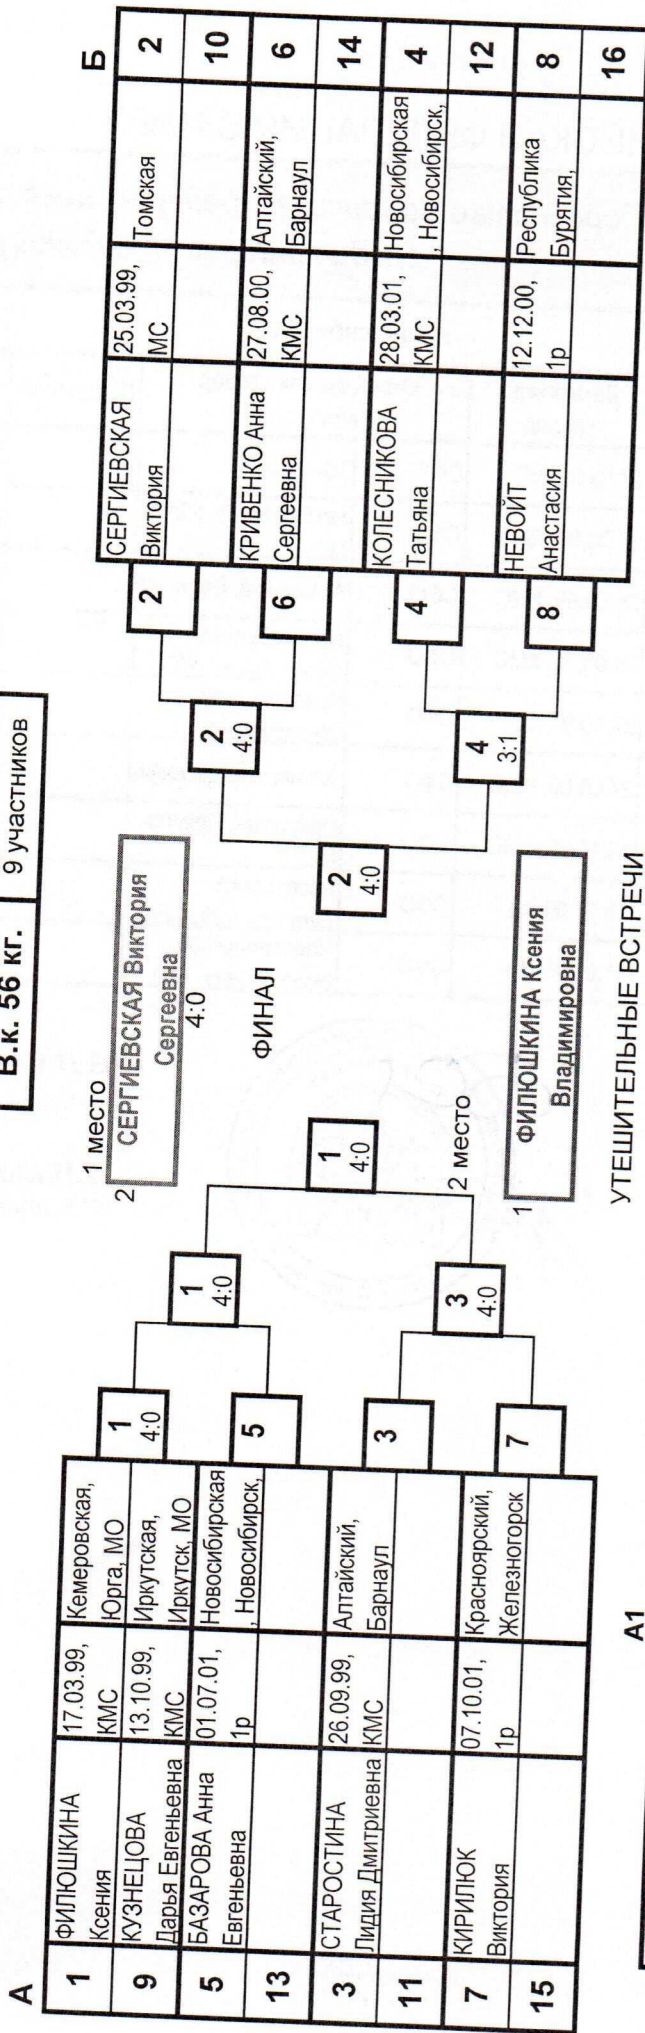 В.к. 56 кг.
9 участников
А
1
ФИЛЮШКИНА
Ксения
17.03.99,
КМС
Кемеровская,
Юрга, МО
9
КУЗНЕЦОВА
Дарья Евгеньевна
13.10.99,
КМС
Иркутская,
Иркутск, МО
5
БАЗАРОВА Анна
Евгеньевна
01.07.01,
1р
Новосибирская
, Новосибирск,
13
3
СТАРОСТИНА
Лидия Дмитриевна
26.09.99,
КМС
Алтайский,
Барнаул
11
7
КИРИЛЮК
Виктория
07.10.01,
1р
Красноярский,
Железногорск
15
1
4:0
5
3
7
1
4:0
3
4:0
1
4:0
1 место
2
СЕРГИЕВСКАЯ Виктория
Сергеевна
4:0
ФИНАЛ
2 место
1
ФИЛЮШКИНА Ксения
Владимировна
УТЕШИТЕЛЬНЫЕ ВСТРЕЧИ
2
4:0
2
4:0
4
3:1
2
6
4
8
Б
СЕРГИЕВСКАЯ
Виктория
25.03.99,
МС
Томская
2
10
КРИВЕНКО Анна
Сергеевна
27.08.00,
КМС
Алтайский,
Барнаул
6
14
КОЛЕСНИКОВА
Татьяна
28.03.01,
КМС
Новосибирская
, Новосибирск,
4
12
НЕВОЙТ
Анастасия
12.12.00,
1р
Республика
Бурятия,
8
16
А1